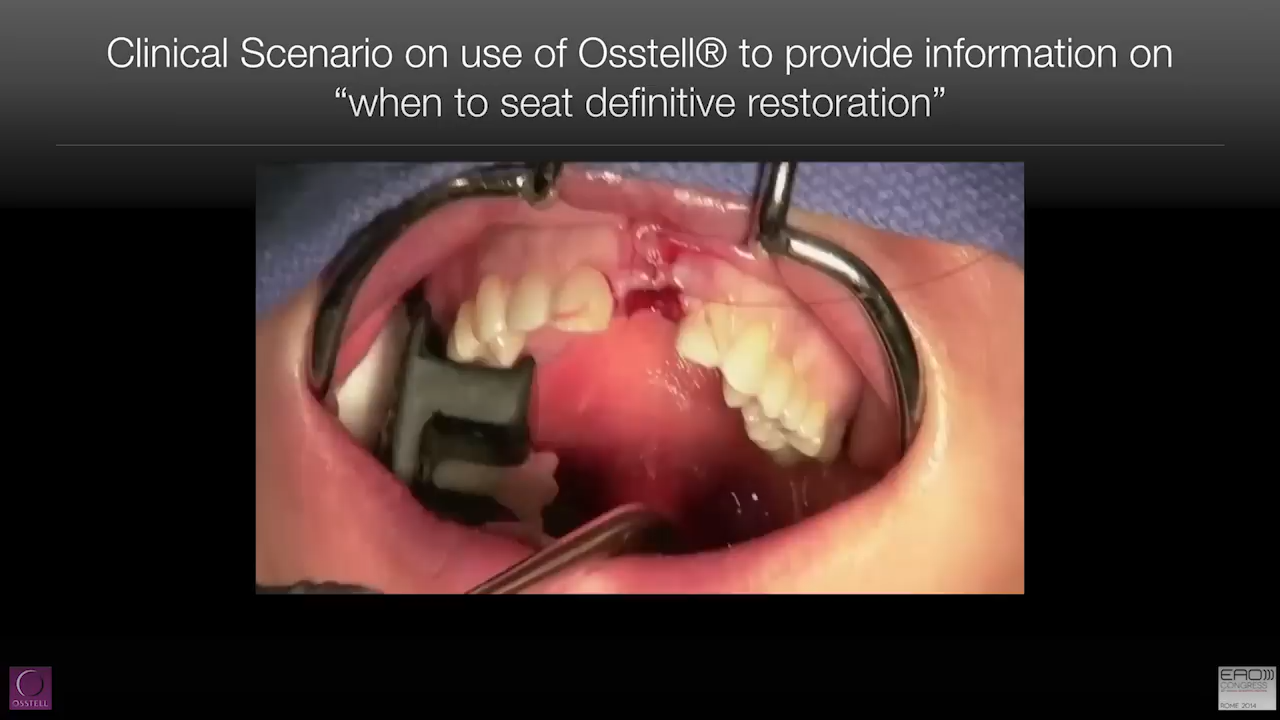 Clinical Scenario on use of Osstell® to provide information on
“when to seat definitive restoration”
OSSTELL
EAO
CONGRESS
ROME 2014